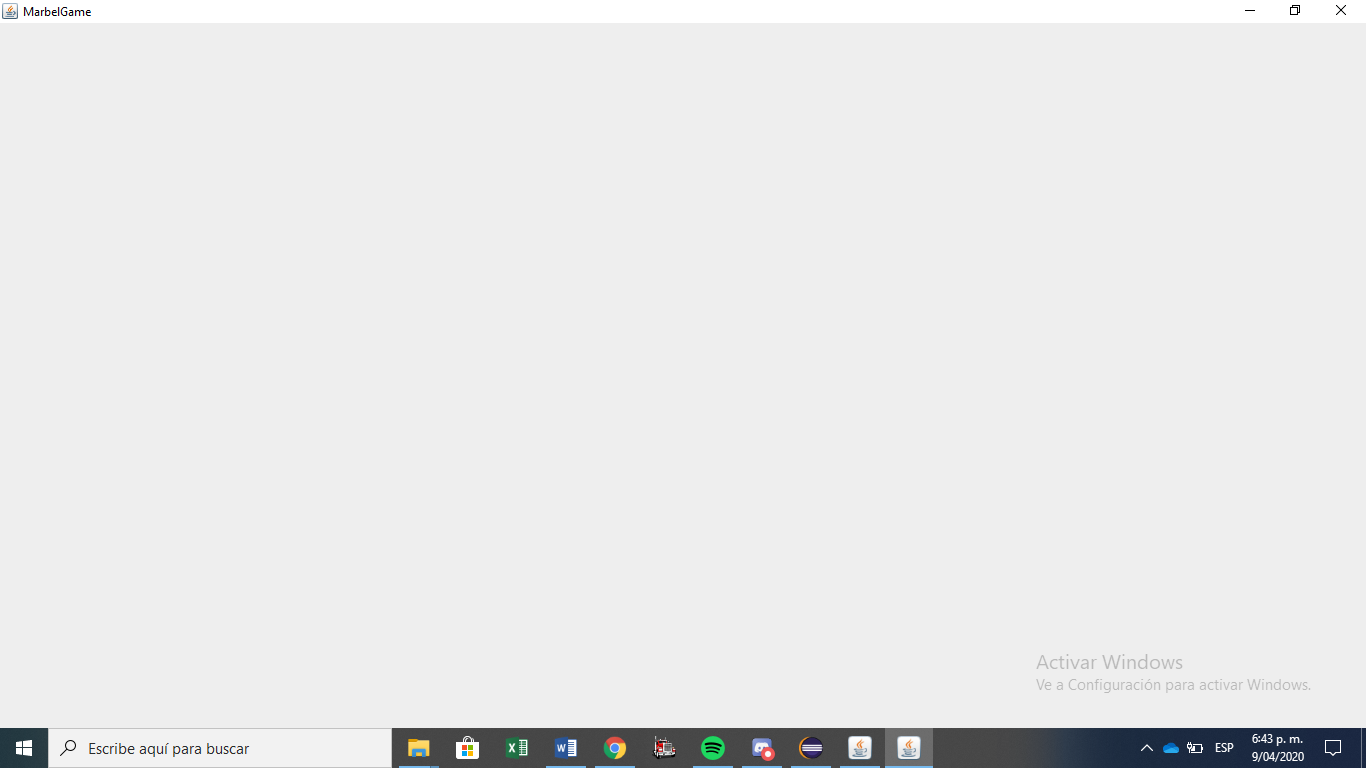 MarbelGame
Activar Windows
Ve a Configuración para activar Windows.
Escribe aquí para buscar
ESP
6:43 p. m.
9/04/2020